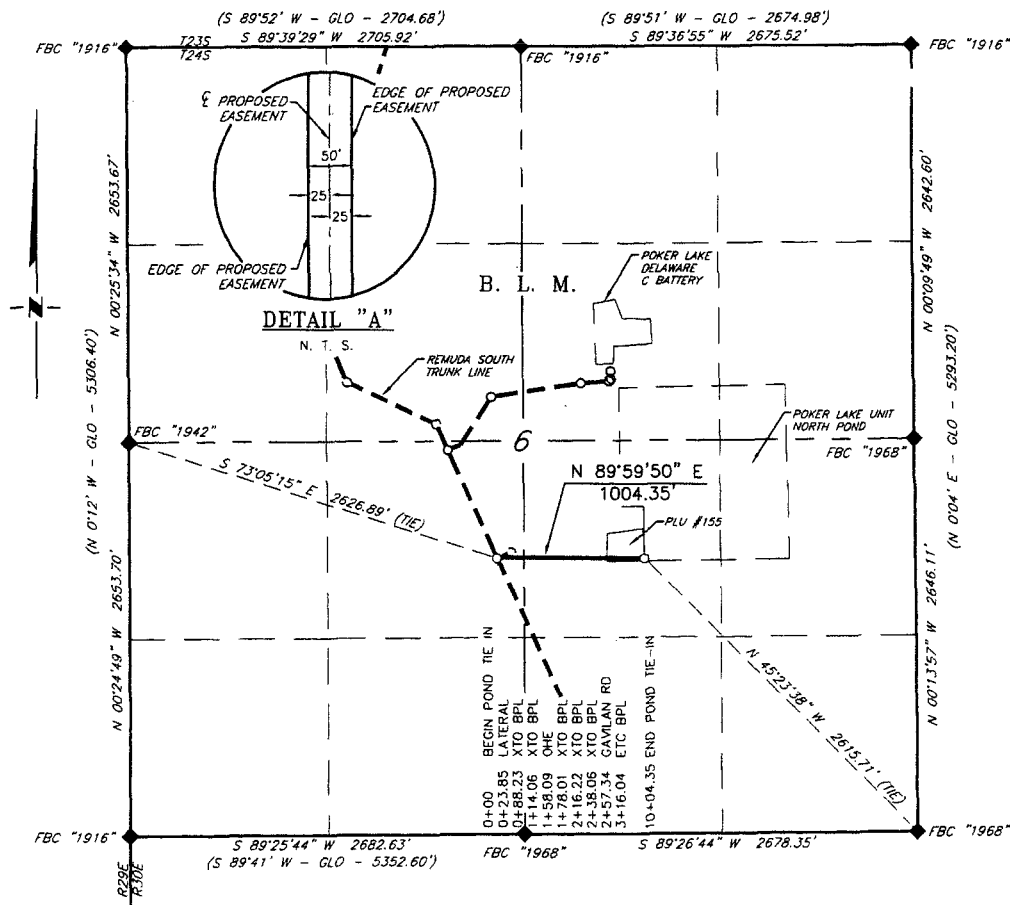 (S 89°52' W - GLO - 2704.68')
S 89°39'29" W 2705.92'
(S 89°51' W - GLO - 2674.98')
S 89°36'55" W 2675.52'
FBC "1916"
T23S
T24S
FBC "1916"
FBC "1916"
℄ PROPOSED
EASEMENT
EDGE OF PROPOSED
EASEMENT
50'
25'
25'
EDGE OF PROPOSED
EASEMENT
DETAIL "A"
N. T. S.
N
N 00°25'34" W 2653.67'
(N 0°12' W - GLO - 5306.40')
N 00°24'49" W 2653.70'
B. L. M.
POKER LAKE
DELAWARE
C BATTERY
REMUDA SOUTH
TRUNK LINE
POKER LAKE UNIT
NORTH POND
N 00°09'49" W 2642.60'
(N 0°04' E - GLO - 5293.20')
N 00°13'57" W 2646.11'
FBC "1942"
6
FBC "1968"
S 73°05'15" E 2626.89' (TIE)
N 89°59'50" E
1004.35'
PLU #155
N 45°23'38" W 2615.71' (TIE)
0+00 BEGIN POND TIE IN
0+23.85 LATERAL
0+88.23 XTO BPL
1+14.06 XTO BPL
1+58.09 OHE
1+78.01 XTO BPL
2+16.22 XTO BPL
2+38.06 XTO BPL
2+57.34 GAVILAN RD
3+16.04 ETC BPL
10+04.35 END POND TIE-IN
FBC "1916"
S 89°25'44" W 2682.63'
(S 89°41' W - GLO - 5352.60')
FBC "1968"
S 89°26'44" W 2678.35'
FBC "1968"
R29E
R30E